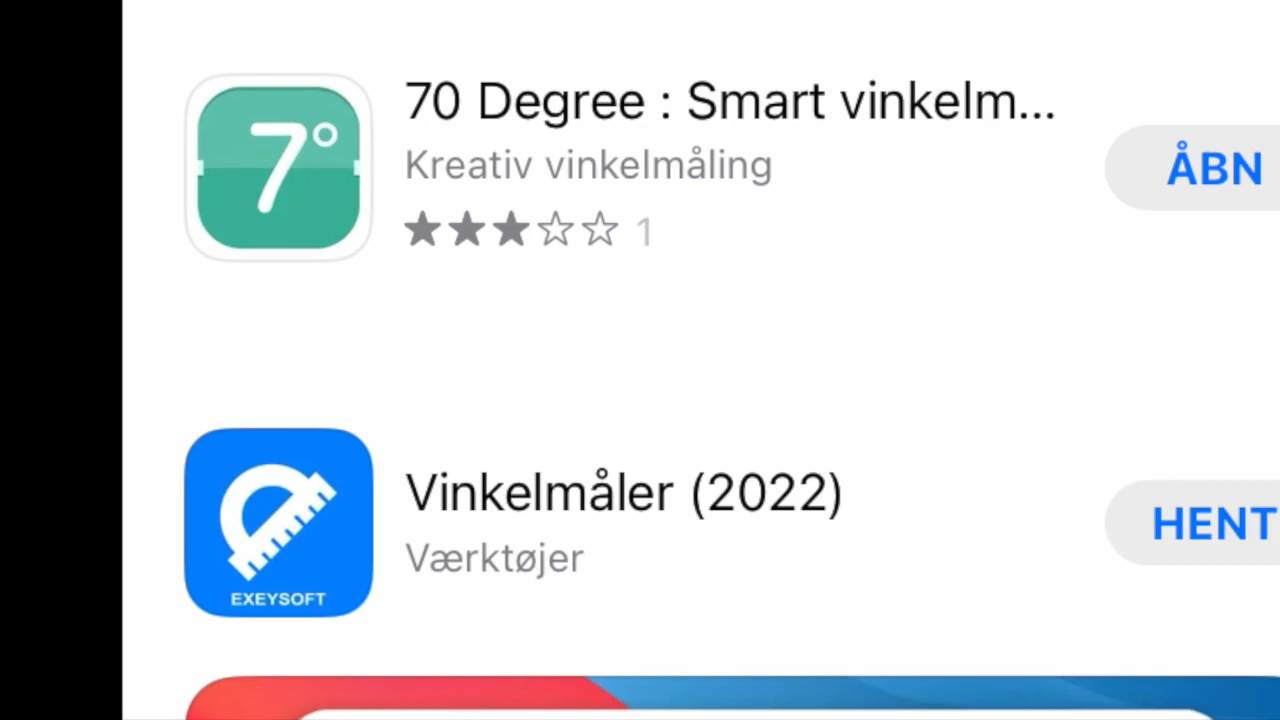 7°
70 Degree : Smart vinkelm...
Kreativ vinkelmåling
1
ÅBN
EXEYSOFT
Vinkelmåler (2022)
Værktøjer
HENT